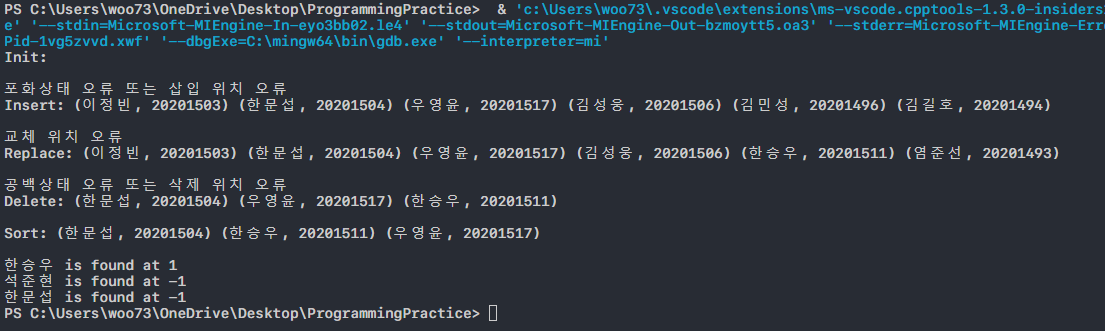 PS C:\Users\woo73\OneDrive\Desktop\ProgrammingPractice>  & 'c:\Users\woo73\.vscode\extensions\ms-vscode.cpptools-1.3.0-insiders
e' '--stdin=Microsoft-MIEngine-In-eyo3bb02.le4' '--stdout=Microsoft-MIEngine-Out-bzmoytt5.oa3' '--stderr=Microsoft-MIEngine-Erro
Pid-1vg5zvvd.xwf' '--dbgExe=C:\mingw64\bin\gdb.exe' '--interpreter=mi'
Init:
포화상태 오류 또는 삽입 위치 오류
Insert: (이정빈, 20201503) (한문섭, 20201504) (우영윤, 20201517) (김성웅, 20201506) (김민성, 20201496) (김길호, 20201494)
교체 위치 오류
Replace: (이정빈, 20201503) (한문섭, 20201504) (우영윤, 20201517) (김성웅, 20201506) (한승우, 20201511) (염준선, 20201493)
공백상태 오류 또는 삭제 위치 오류
Delete: (한문섭, 20201504) (우영윤, 20201517) (한승우, 20201511)
Sort: (한문섭, 20201504) (한승우, 20201511) (우영윤, 20201517)
한승우 is found at 1
석준현 is found at -1
한문섭 is found at -1
PS C:\Users\woo73\OneDrive\Desktop\ProgrammingPractice>